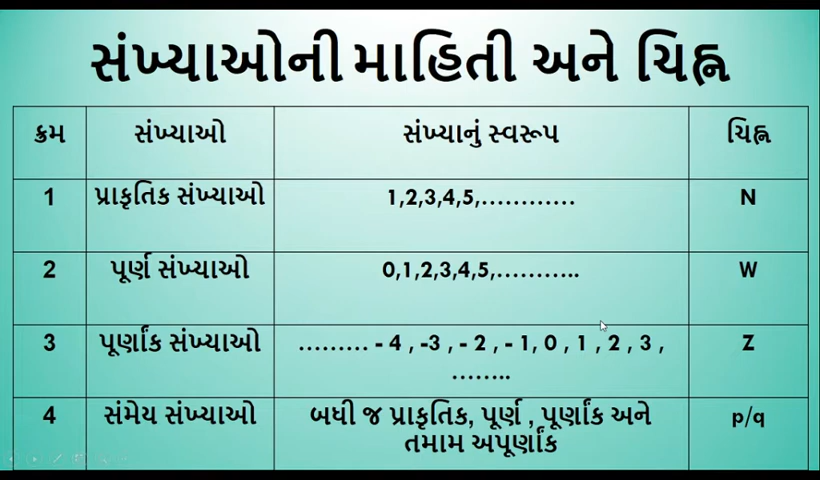 સંખ્યાઓની માહિતી અને ચિહ્ન
ક્રમ સંખ્યાઓ સંખ્યાનું સ્વરૂપ ચિહ્ન
1 પ્રાકૃતિક સંખ્યાઓ 1,2,3,4,5,………… N
2 પૂર્ણ સંખ્યાઓ 0,1,2,3,4,5,……….. W
3 પૂર્ણાંક સંખ્યાઓ ……… - 4 , -3 , - 2 , - 1, 0 , 1 , 2 , 3 , Z
……..
4 સંમેય સંખ્યાઓ બધી જ પ્રાકૃતિક, પૂર્ણ , પૂર્ણાંક અને p/q
તમામ અપૂર્ણાંક